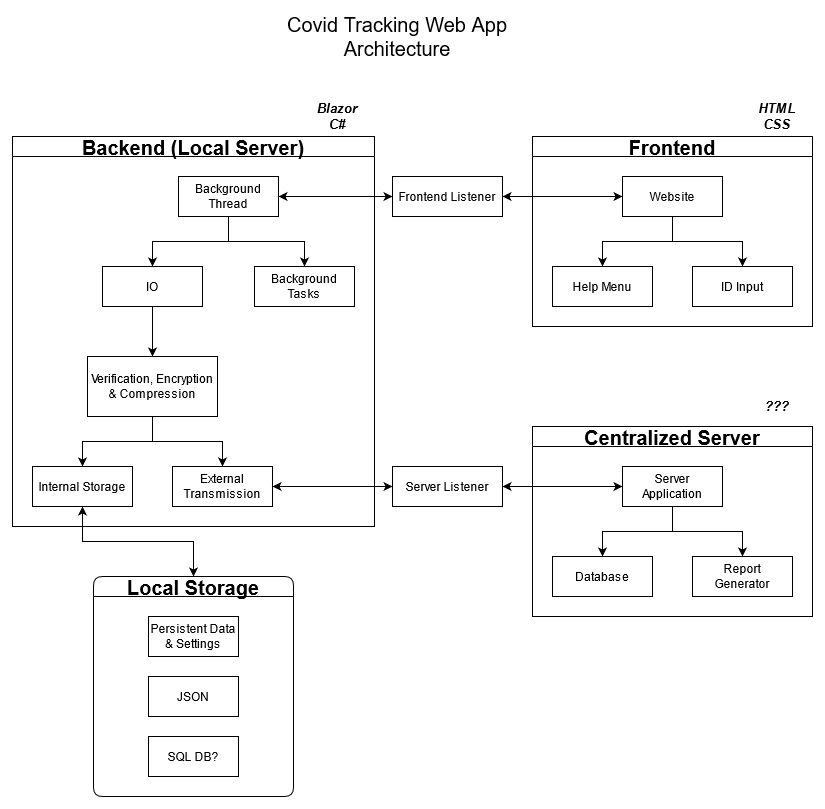 Covid Tracking Web App
Architecture
Blazor
C#
HTML
CSS
Backend (Local Server)
Frontend
Background
Thread
Frontend Listener
Website
IO
Background
Tasks
Help Menu
ID Input
Verification, Encryption
& Compression
???
Centralized Server
Internal Storage
External
Transmission
Server Listener
Server
Application
Database
Report
Generator
Local Storage
Persistent Data
& Settings
JSON
SQL DB?